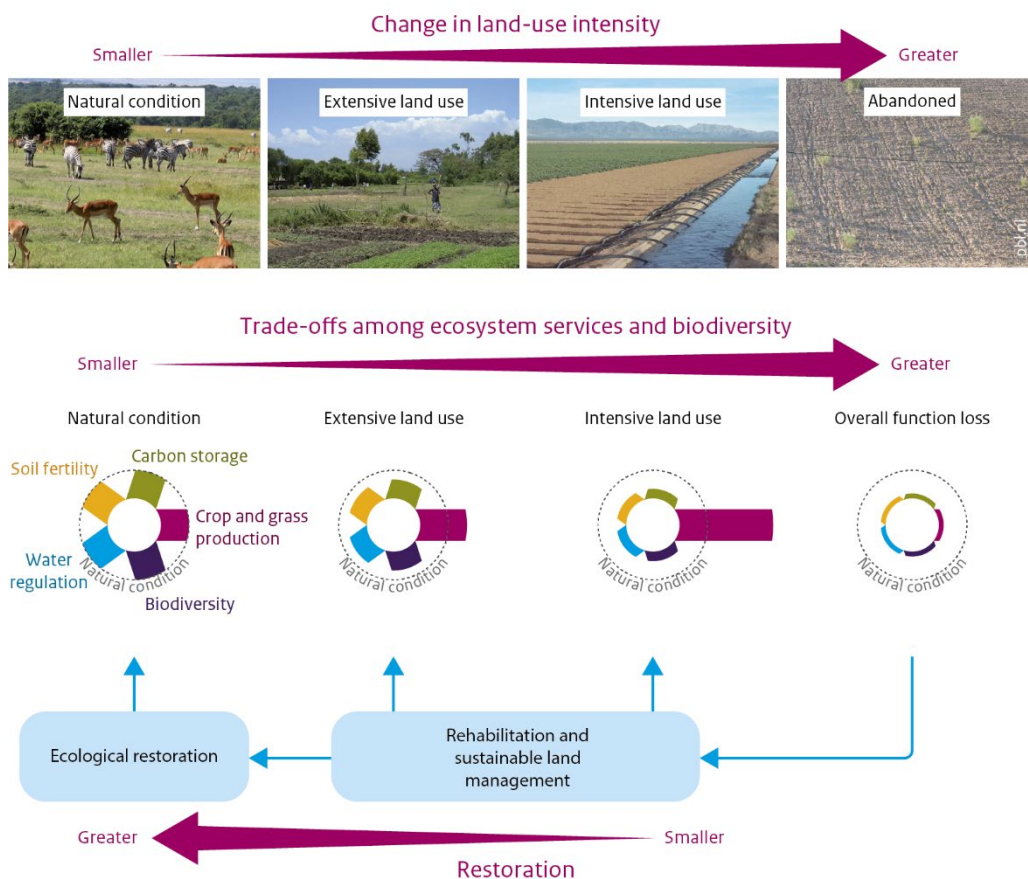 Change in land-use intensity
Smaller
Greater
Natural condition
Extensive land use
Intensive land use
Abandoned
pbl.nl
Trade-offs among ecosystem services and biodiversity
Smaller
Greater
Natural condition
Extensive land use
Intensive land use
Overall function loss
Soil fertility
Carbon storage
Crop and grass
production
Water
regulation
Biodiversity
Natural condition
Natural condition
Natural condition
Natural condition
Ecological restoration
Rehabilitation and
sustainable land
management
Greater
Smaller
Restoration